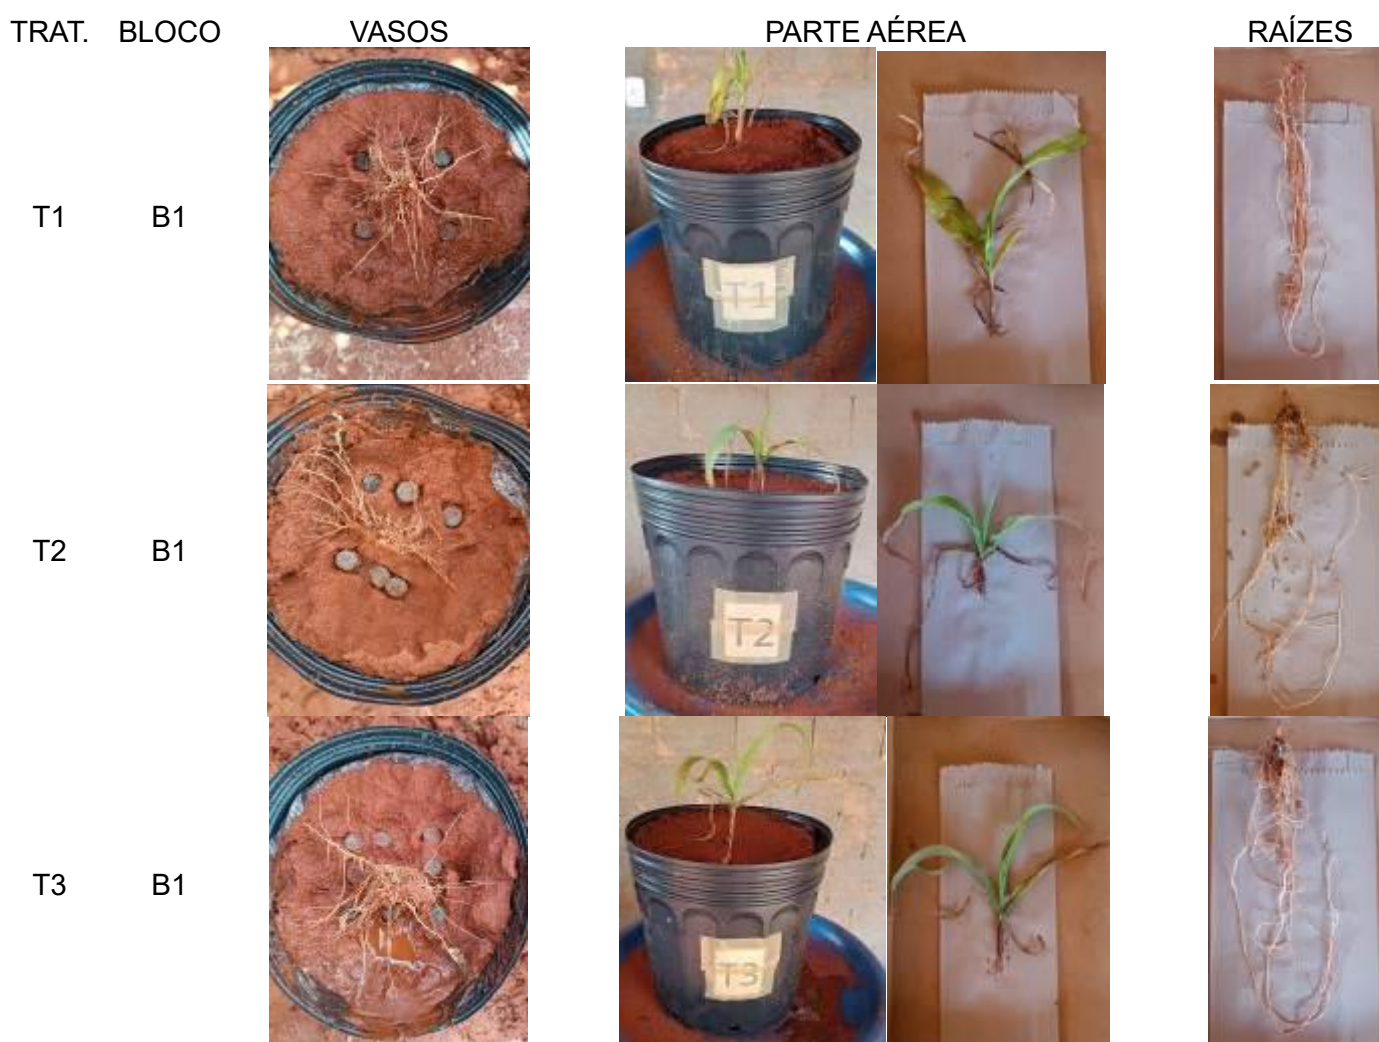 TRAT. BLOCO VASOS PARTE AÉREA RAÍZES
T1 B1
T1
T2 B1
T2
T3 B1
T3